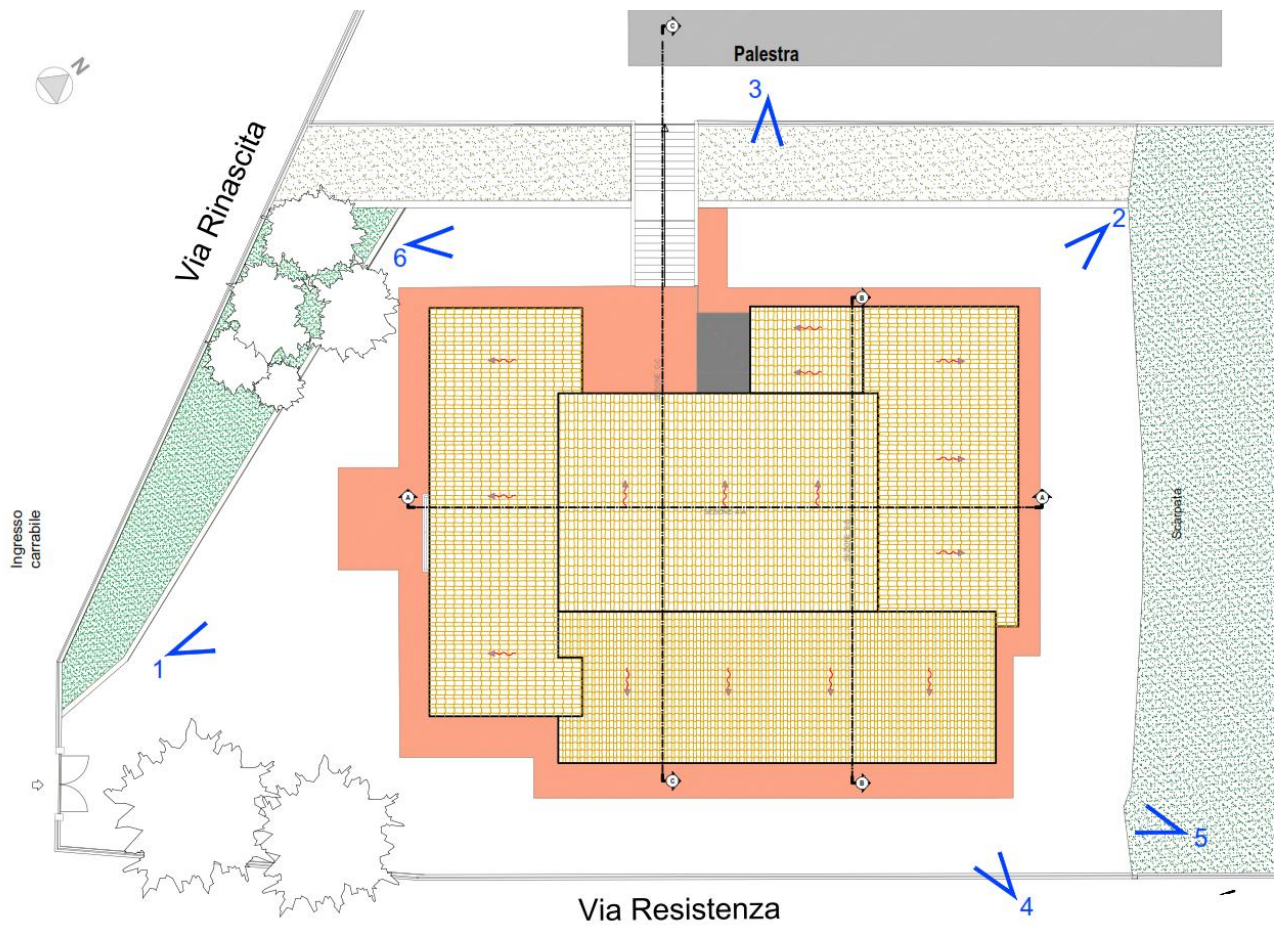 C
Palestra
N
3
Via Rinascita
2
6
B
A
A
Ingresso
carrabile
Scarpata
1
C
B
5
4
Via Resistenza